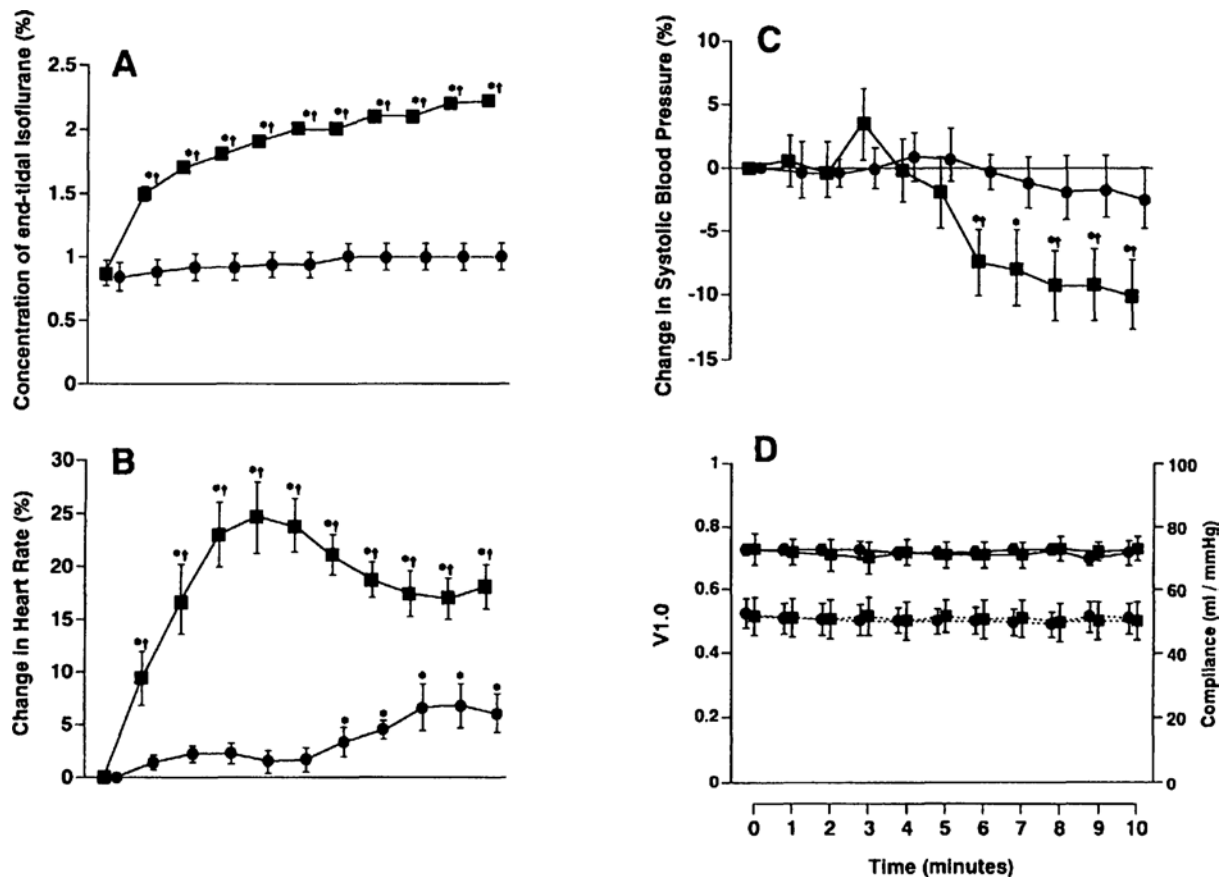 A
Concentration of end-tidal Isoflurane (%)
2.5
2
1.5
1
0.5
0
*† *† *† *† *† *† *† *† *† *†
B
Change in Heart Rate (%)
30
25
20
15
10
5
0
*† *† *† *† *† *† *† *† *† *† *†
* * * * *
C
Change in Systolic Blood Pressure (%)
10
5
0
-5
-10
-15
*† * *† *† *†
D
V1.0
1
0.8
0.6
0.4
0.2
0
100
80
60
40
20
0
Compliance (ml / mmHg)
0 1 2 3 4 5 6 7 8 9 10
Time (minutes)